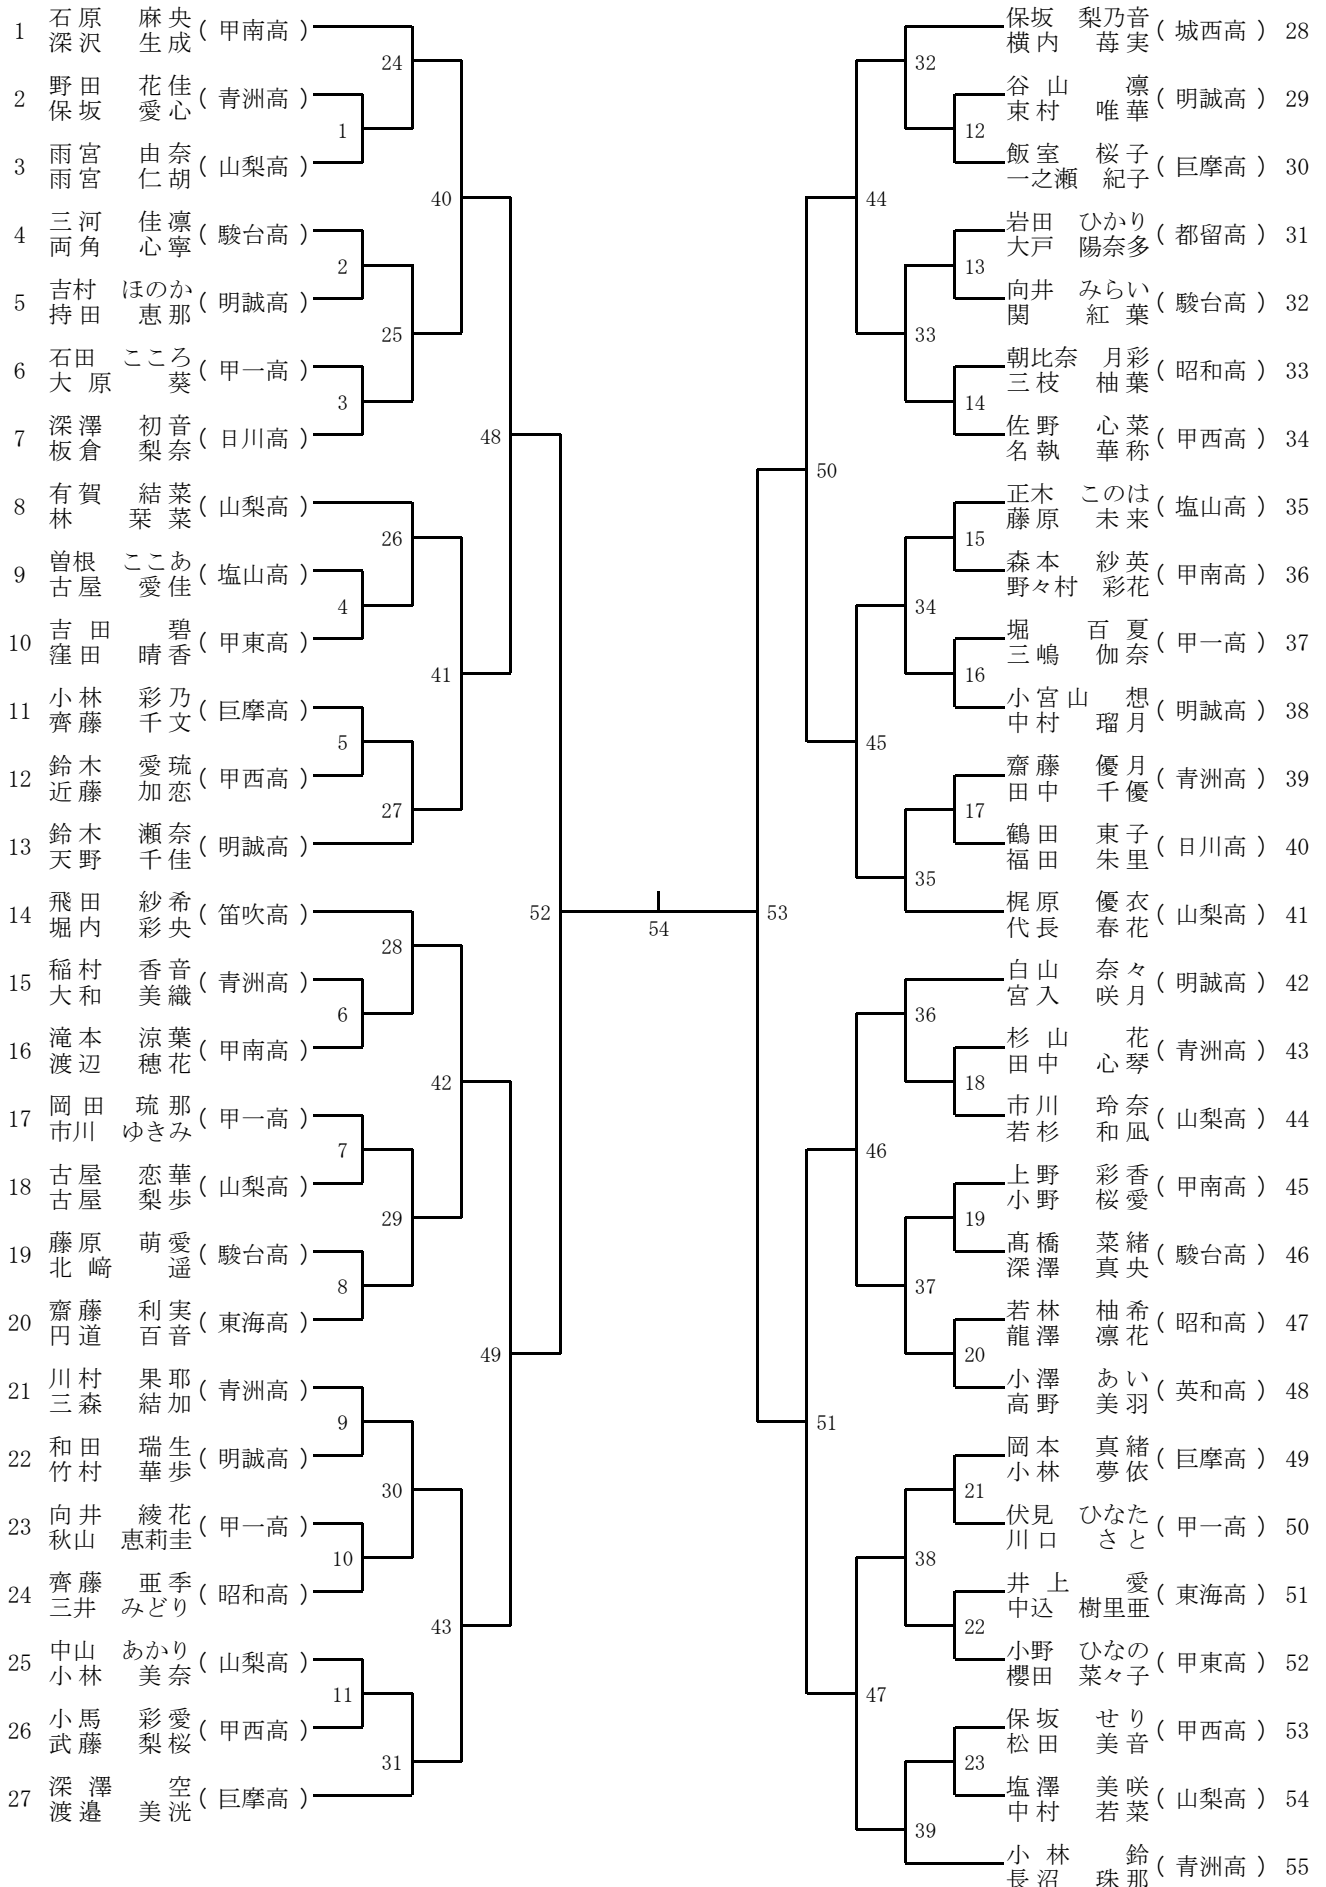 1 石原 麻央 深沢 生成 ( 甲南高 )
2 野田 花佳 保坂 愛心 ( 青洲高 )
3 雨宮 由奈 雨宮 仁胡 ( 山梨高 )
4 三河 佳凛 両角 心寧 ( 駿台高 )
5 吉村 ほのか 持田 恵那 ( 明誠高 )
6 石田 こころ 大原 葵 ( 甲一高 )
7 深澤 初音 板倉 梨奈 ( 日川高 )
8 有賀 結菜 林 栞菜 ( 山梨高 )
9 曽根 ここあ 古屋 愛佳 ( 塩山高 )
10 吉田 碧 窪田 晴香 ( 甲東高 )
11 小林 彩乃 齊藤 千文 ( 巨摩高 )
12 鈴木 愛琉 近藤 加恋 ( 甲西高 )
13 鈴木 瀬奈 天野 千佳 ( 明誠高 )
14 飛田 紗希 堀内 彩央 ( 笛吹高 )
15 稲村 香音 大和 美織 ( 青洲高 )
16 滝本 涼葉 渡辺 穂花 ( 甲南高 )
17 岡田 琉那 市川 ゆきみ ( 甲一高 )
18 古屋 恋華 古屋 梨歩 ( 山梨高 )
19 藤原 萌愛 北﨑 遥 ( 駿台高 )
20 齋藤 利実 円道 百音 ( 東海高 )
21 川村 果耶 三森 結加 ( 青洲高 )
22 和田 瑞生 竹村 華歩 ( 明誠高 )
23 向井 綾花 秋山 恵莉圭 ( 甲一高 )
24 齊藤 亜季 三井 みどり ( 昭和高 )
25 中山 あかり 小林 美奈 ( 山梨高 )
26 小馬 彩愛 武藤 梨桜 ( 甲西高 )
27 深澤 空 渡邉 美洸 ( 巨摩高 )
24
1
40
2
25
3
48
26
4
41
5
27
52
28
6
42
7
29
8
49
9
30
10
43
11
31
54
53
32
12
44
13
33
14
50
15
34
16
45
17
35
36
18
46
19
37
20
51
21
38
22
47
23
39
保坂 梨乃音 横内 苺実 ( 城西高 ) 28
谷山 凛 東村 唯華 ( 明誠高 ) 29
飯室 桜子 一之瀬 紀子 ( 巨摩高 ) 30
岩田 ひかり 大戸 陽奈多 ( 都留高 ) 31
向井 みらい 関 紅葉 ( 駿台高 ) 32
朝比奈 月彩 三枝 柚葉 ( 昭和高 ) 33
佐野 心菜 名執 華称 ( 甲西高 ) 34
正木 このは 藤原 未来 ( 塩山高 ) 35
森本 紗英 野々村 彩花 ( 甲南高 ) 36
堀 百夏 三嶋 伽奈 ( 甲一高 ) 37
小宮山 想 中村 瑠月 ( 明誠高 ) 38
齋藤 優月 田中 千優 ( 青洲高 ) 39
鶴田 東子 福田 朱里 ( 日川高 ) 40
梶原 優衣 代長 春花 ( 山梨高 ) 41
白山 奈々 宮入 咲月 ( 明誠高 ) 42
杉山 花 田中 心琴 ( 青洲高 ) 43
市川 玲奈 若杉 和凪 ( 山梨高 ) 44
上野 彩香 小野 桜愛 ( 甲南高 ) 45
髙橋 菜緒 深澤 真央 ( 駿台高 ) 46
若林 柚希 龍澤 凛花 ( 昭和高 ) 47
小澤 あい 高野 美羽 ( 英和高 ) 48
岡本 真緒 小林 夢依 ( 巨摩高 ) 49
伏見 ひなた 川口 さと ( 甲一高 ) 50
井上 愛 中込 樹里亜 ( 東海高 ) 51
小野 ひなの 櫻田 菜々子 ( 甲東高 ) 52
保坂 せり 松田 美音 ( 甲西高 ) 53
塩澤 美咲 中村 若菜 ( 山梨高 ) 54
小林 鈴 長沼 珠那 ( 青洲高 ) 55